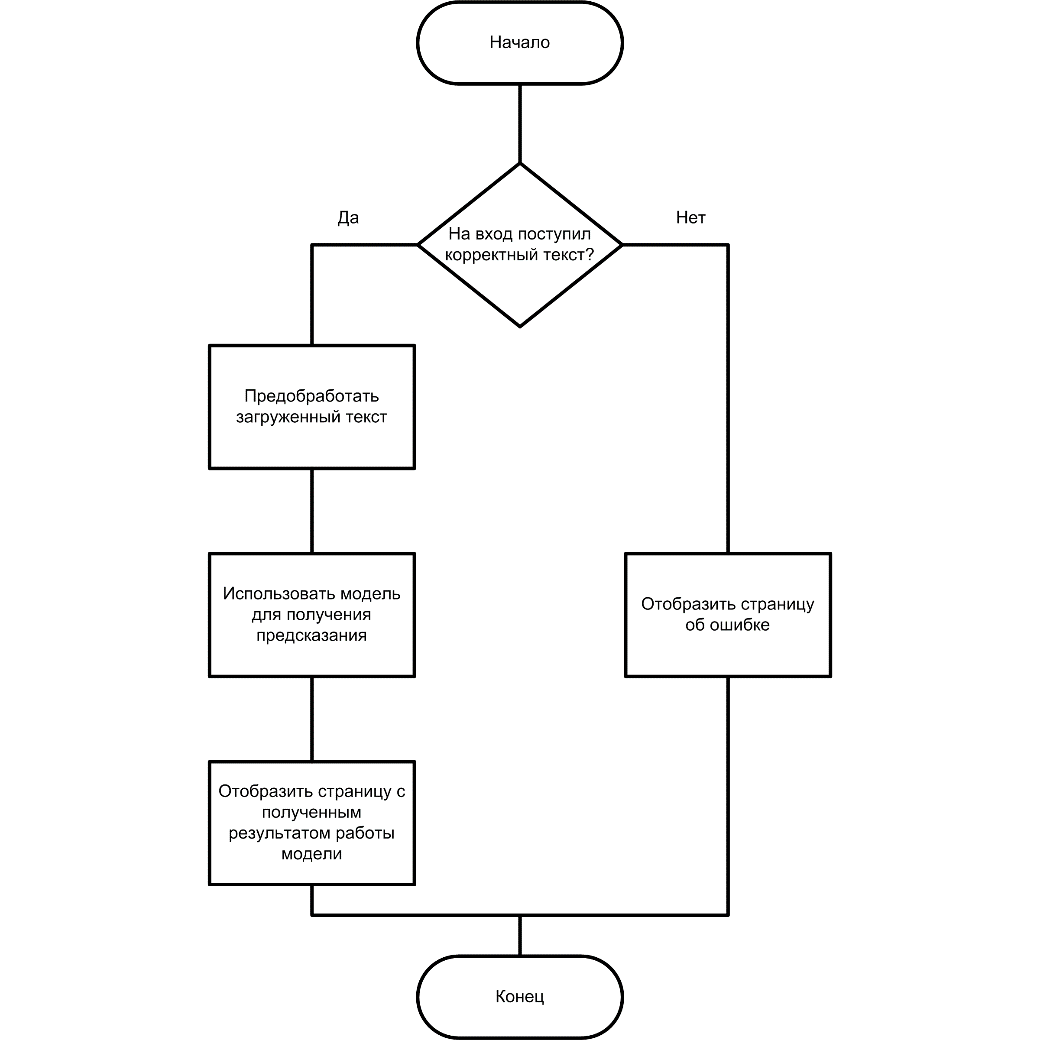 Начало
Да
Нет
На вход поступил
корректный текст?
Предобработать
загруженный текст
Использовать модель
для получения
предсказания
Отобразить страницу
об ошибке
Отобразить страницу с
полученным
результатом работы
модели
Конец